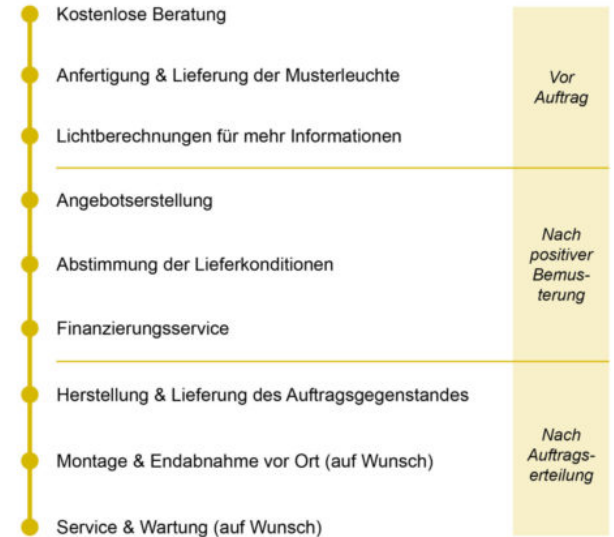 Kostenlose Beratung
Anfertigung & Lieferung der Musterleuchte
Lichtberechnungen für mehr Informationen
Vor
Auftrag
Angebotserstellung
Abstimmung der Lieferkonditionen
Finanzierungsservice
Nach
positiver
Bemus-
terung
Herstellung & Lieferung des Auftragsgegenstandes
Montage & Endabnahme vor Ort (auf Wunsch)
Service & Wartung (auf Wunsch)
Nach
Auftrags-
erteilung